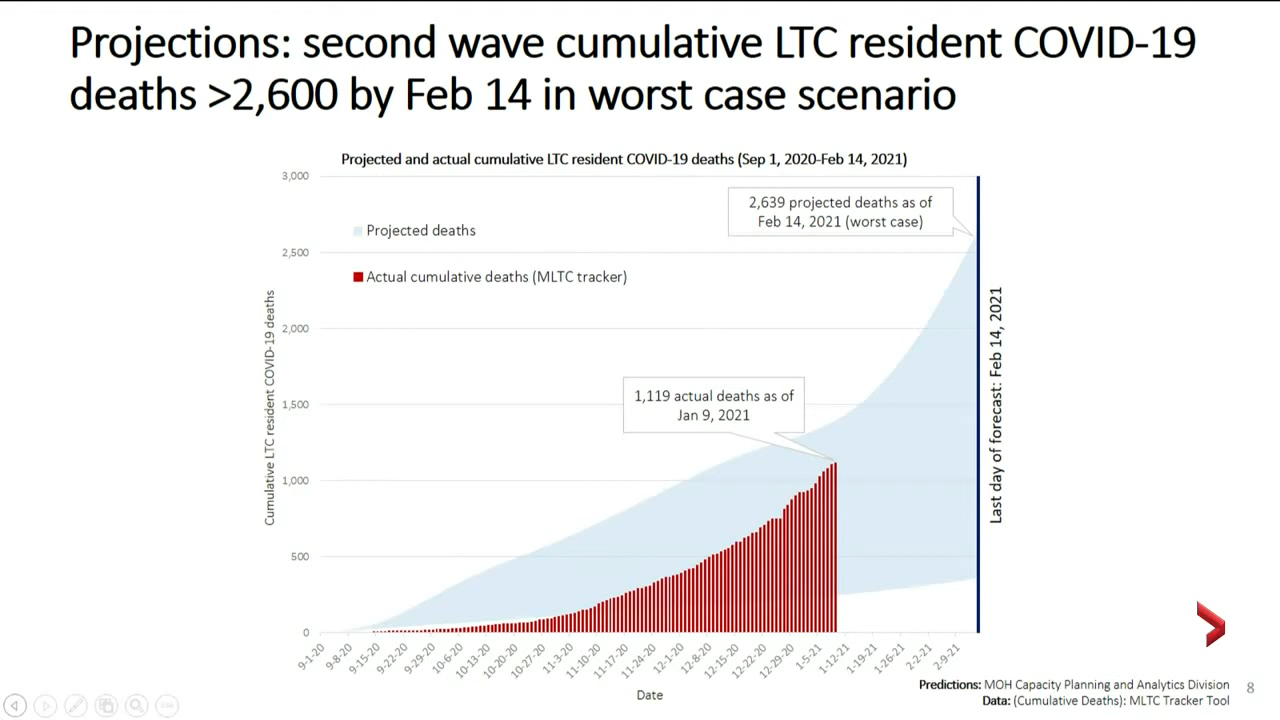 Projections: second wave cumulative LTC resident COVID-19
deaths >2,600 by Feb 14 in worst case scenario
Projected and actual cumulative LTC resident COVID-19 deaths (Sep 1, 2020-Feb 14, 2021)
3,000
2,500
2,000
1,500
1,000
500
0
Cumulative LTC resident COVID-19 deaths
Projected deaths
Actual cumulative deaths (MLTC tracker)
2,639 projected deaths as of
Feb 14, 2021 (worst case)
1,119 actual deaths as of
Jan 9, 2021
Last day of forecast: Feb 14, 2021
9-1-20
9-8-20
9-15-20
9-22-20
9-29-20
10-6-20
10-13-20
10-20-20
10-27-20
11-3-20
11-10-20
11-17-20
11-24-20
12-1-20
12-8-20
12-15-20
12-22-20
12-29-20
1-5-21
1-12-21
1-19-21
1-26-21
2-2-21
2-9-21
Date
Predictions: MOH Capacity Planning and Analytics Division
Data: (Cumulative Deaths): MLTC Tracker Tool
8